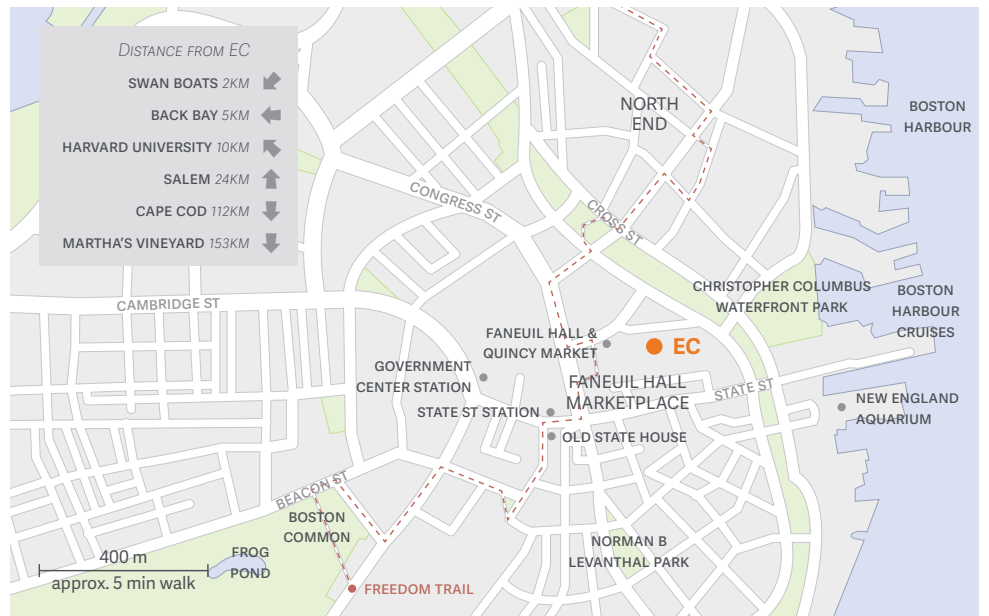 DISTANCE FROM EC
SWAN BOATS 2KM
BACK BAY 5KM
HARVARD UNIVERSITY 10KM
SALEM 24KM
CAPE COD 112KM
MARTHA'S VINEYARD 153KM
NORTH
END
BOSTON
HARBOUR
CONGRESS ST
CROSS ST
CHRISTOPHER COLUMBUS
WATERFRONT PARK
BOSTON
HARBOUR
CRUISES
CAMBRIDGE ST
FANEUIL HALL &
QUINCY MARKET
EC
GOVERNMENT
CENTER STATION
FANEUIL HALL
MARKETPLACE
STATE ST
STATE ST STATION
NEW ENGLAND
AQUARIUM
OLD STATE HOUSE
BEACON ST
BOSTON
COMMON
NORMAN B
LEVANTHAL PARK
FROG
POND
400 m
approx. 5 min walk
FREEDOM TRAIL